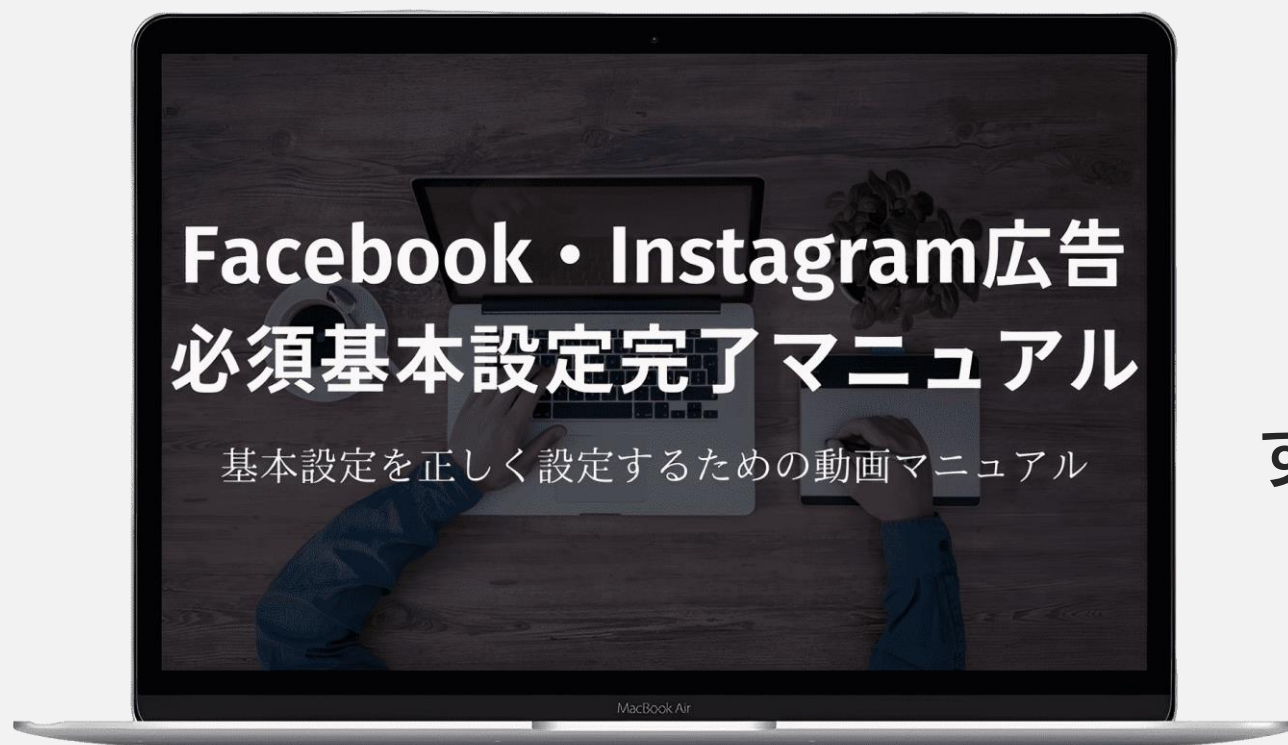 Facebook・Instagram広告
必須基本設定完了マニュアル
基本設定を正しく設定するための動画マニュアル
す
MacBook Air